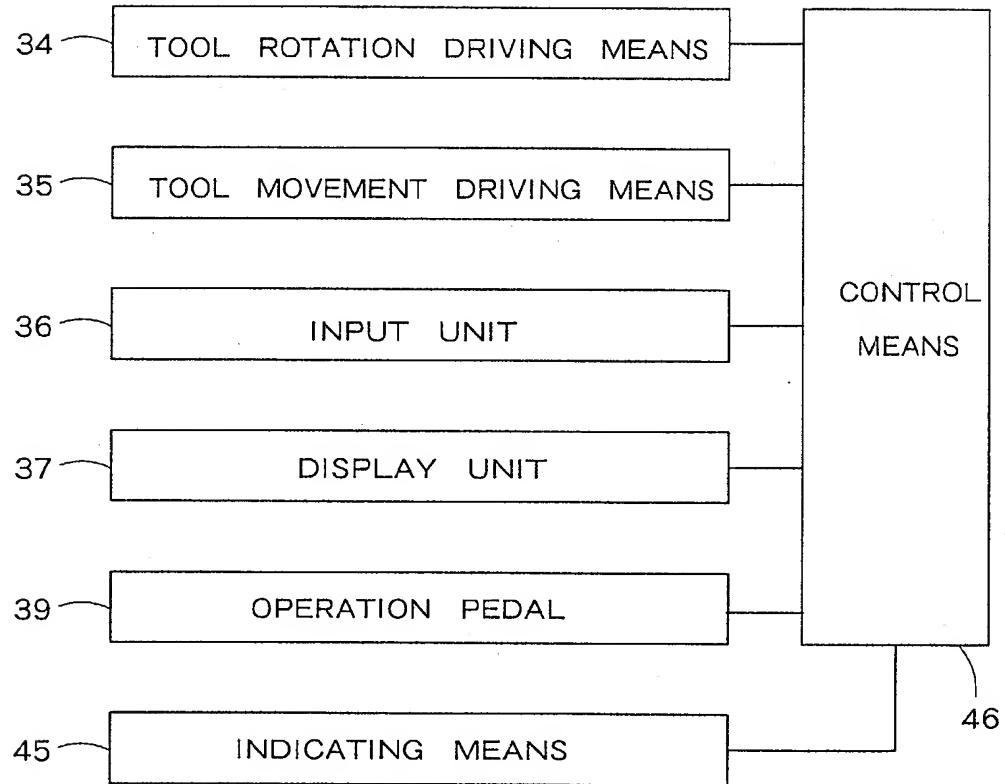 34 TOOL ROTATION DRIVING MEANS
35 TOOL MOVEMENT DRIVING MEANS
36 INPUT UNIT
CONTROL
MEANS
37 DISPLAY UNIT
39 OPERATION PEDAL
46
45 INDICATING MEANS